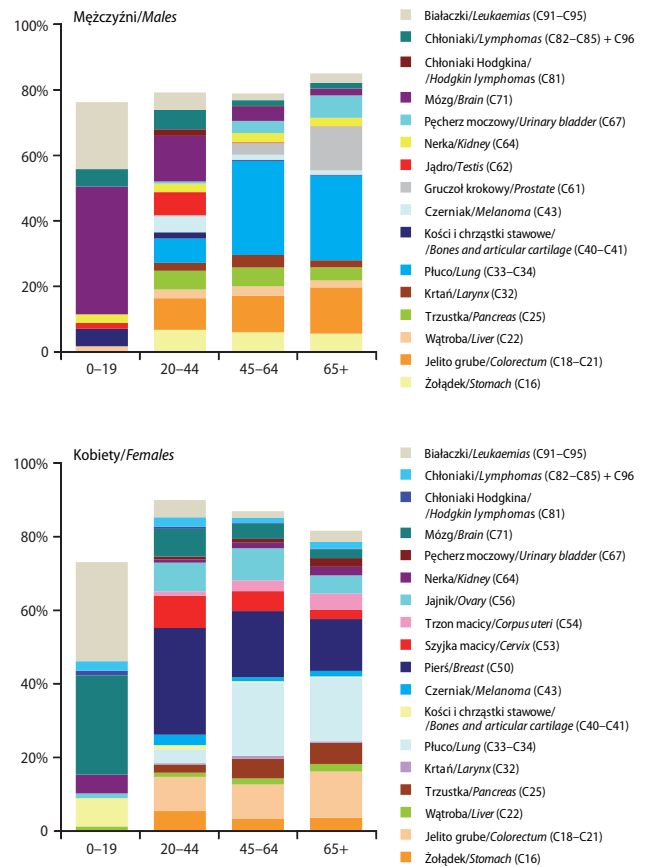 Mężczyźni/Males
100%
80%
60%
40%
20%
0
0–19
20–44
45–64
65+
Białaczki/Leukaemias (C91–C95)
Chłoniaki/Lymphomas (C82–C85) + C96
Chłoniaki Hodgkina/
/Hodgkin lymphomas (C81)
Mózg/Brain (C71)
Pęcherz moczowy/Urinary bladder (C67)
Nerka/Kidney (C64)
Jądro/Testis (C62)
Gruczoł krokowy/Prostate (C61)
Czerniak/Melanoma (C43)
Kości i chrząstki stawowe/
/Bones and articular cartilage (C40–C41)
Płuco/Lung (C33–C34)
Krtań/Larynx (C32)
Trzustka/Pancreas (C25)
Wątroba/Liver (C22)
Jelito grube/Colorectum (C18–C21)
Żołądek/Stomach (C16)
Kobiety/Females
100%
80%
60%
40%
20%
0
0–19
20–44
45–64
65+
Białaczki/Leukaemias (C91–C95)
Chłoniaki/Lymphomas (C82–C85) + C96
Chłoniaki Hodgkina/
/Hodgkin lymphomas (C81)
Mózg/Brain (C71)
Pęcherz moczowy/Urinary bladder (C67)
Nerka/Kidney (C64)
Jajnik/Ovary (C56)
Trzon macicy/Corpus uteri (C54)
Szyjka macicy/Cervix (C53)
Pierś/Breast (C50)
Czerniak/Melanoma (C43)
Kości i chrząstki stawowe/
/Bones and articular cartilage (C40–C41)
Płuco/Lung (C33–C34)
Krtań/Larynx (C32)
Trzustka/Pancreas (C25)
Wątroba/Liver (C22)
Jelito grube/Colorectum (C18–C21)
Żołądek/Stomach (C16)